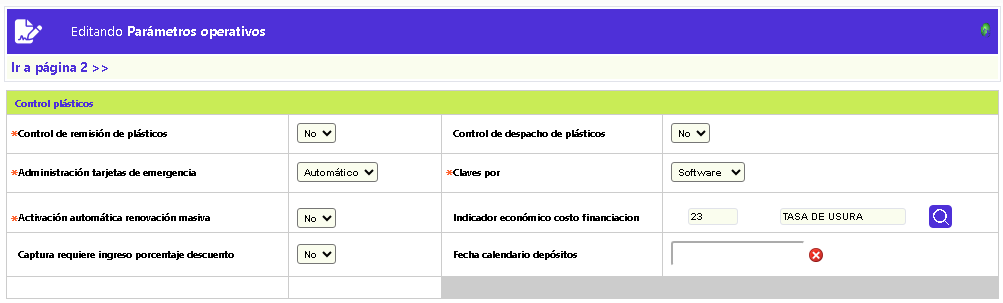 Editando Parámetros operativos
Ir a página 2 >>
Control plásticos
*Control de remisión de plásticos No Control de despacho de plásticos No
*Administración tarjetas de emergencia Automático *Claves por Software
*Activación automática renovación masiva No Indicador económico costo financiacion 23 TASA DE USURA
Captura requiere ingreso porcentaje descuento No Fecha calendario depósitos